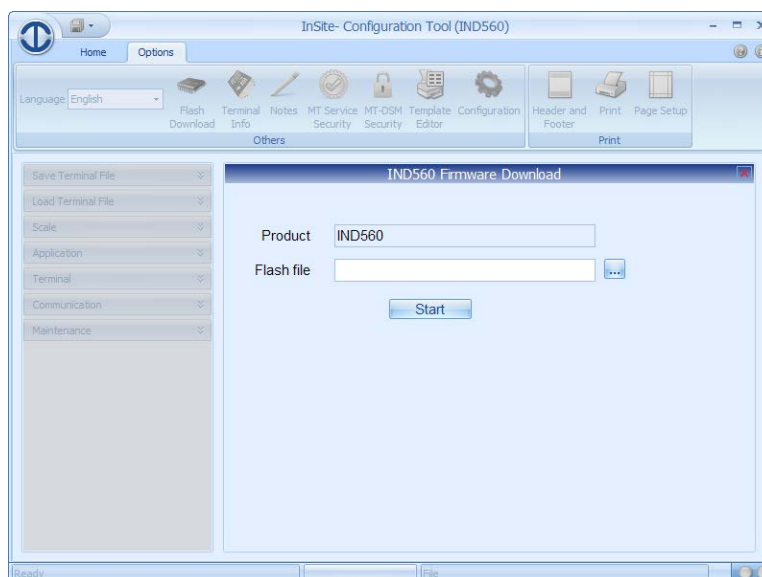 InSite- Configuration Tool (IND560)
Home Options
Language English
Flash Download
Terminal Info
Notes
MT Service Security
MT-DSM Security
Template Editor
Configuration
Header and Footer
Print
Page Setup
Others
Print
Save Terminal File
Load Terminal File
Scale
Application
Terminal
Communication
Maintenance
IND560 Firmware Download
Product IND560
Flash file ...
Start
Ready
File